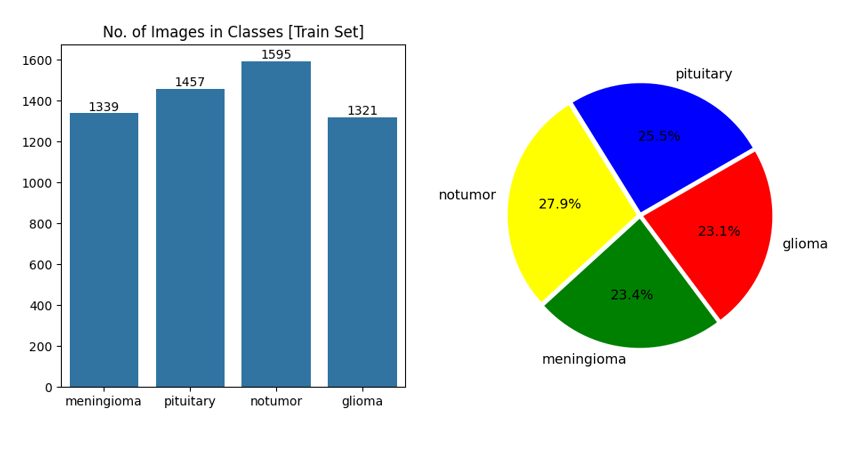 No. of Images in Classes [Train Set]
1600
1400
1200
1000
800
600
400
200
0
1339
1457
1595
1321
meningioma
pituitary
notumor
glioma
pituitary
25.5%
notumor
27.9%
23.1%
glioma
23.4%
meningioma